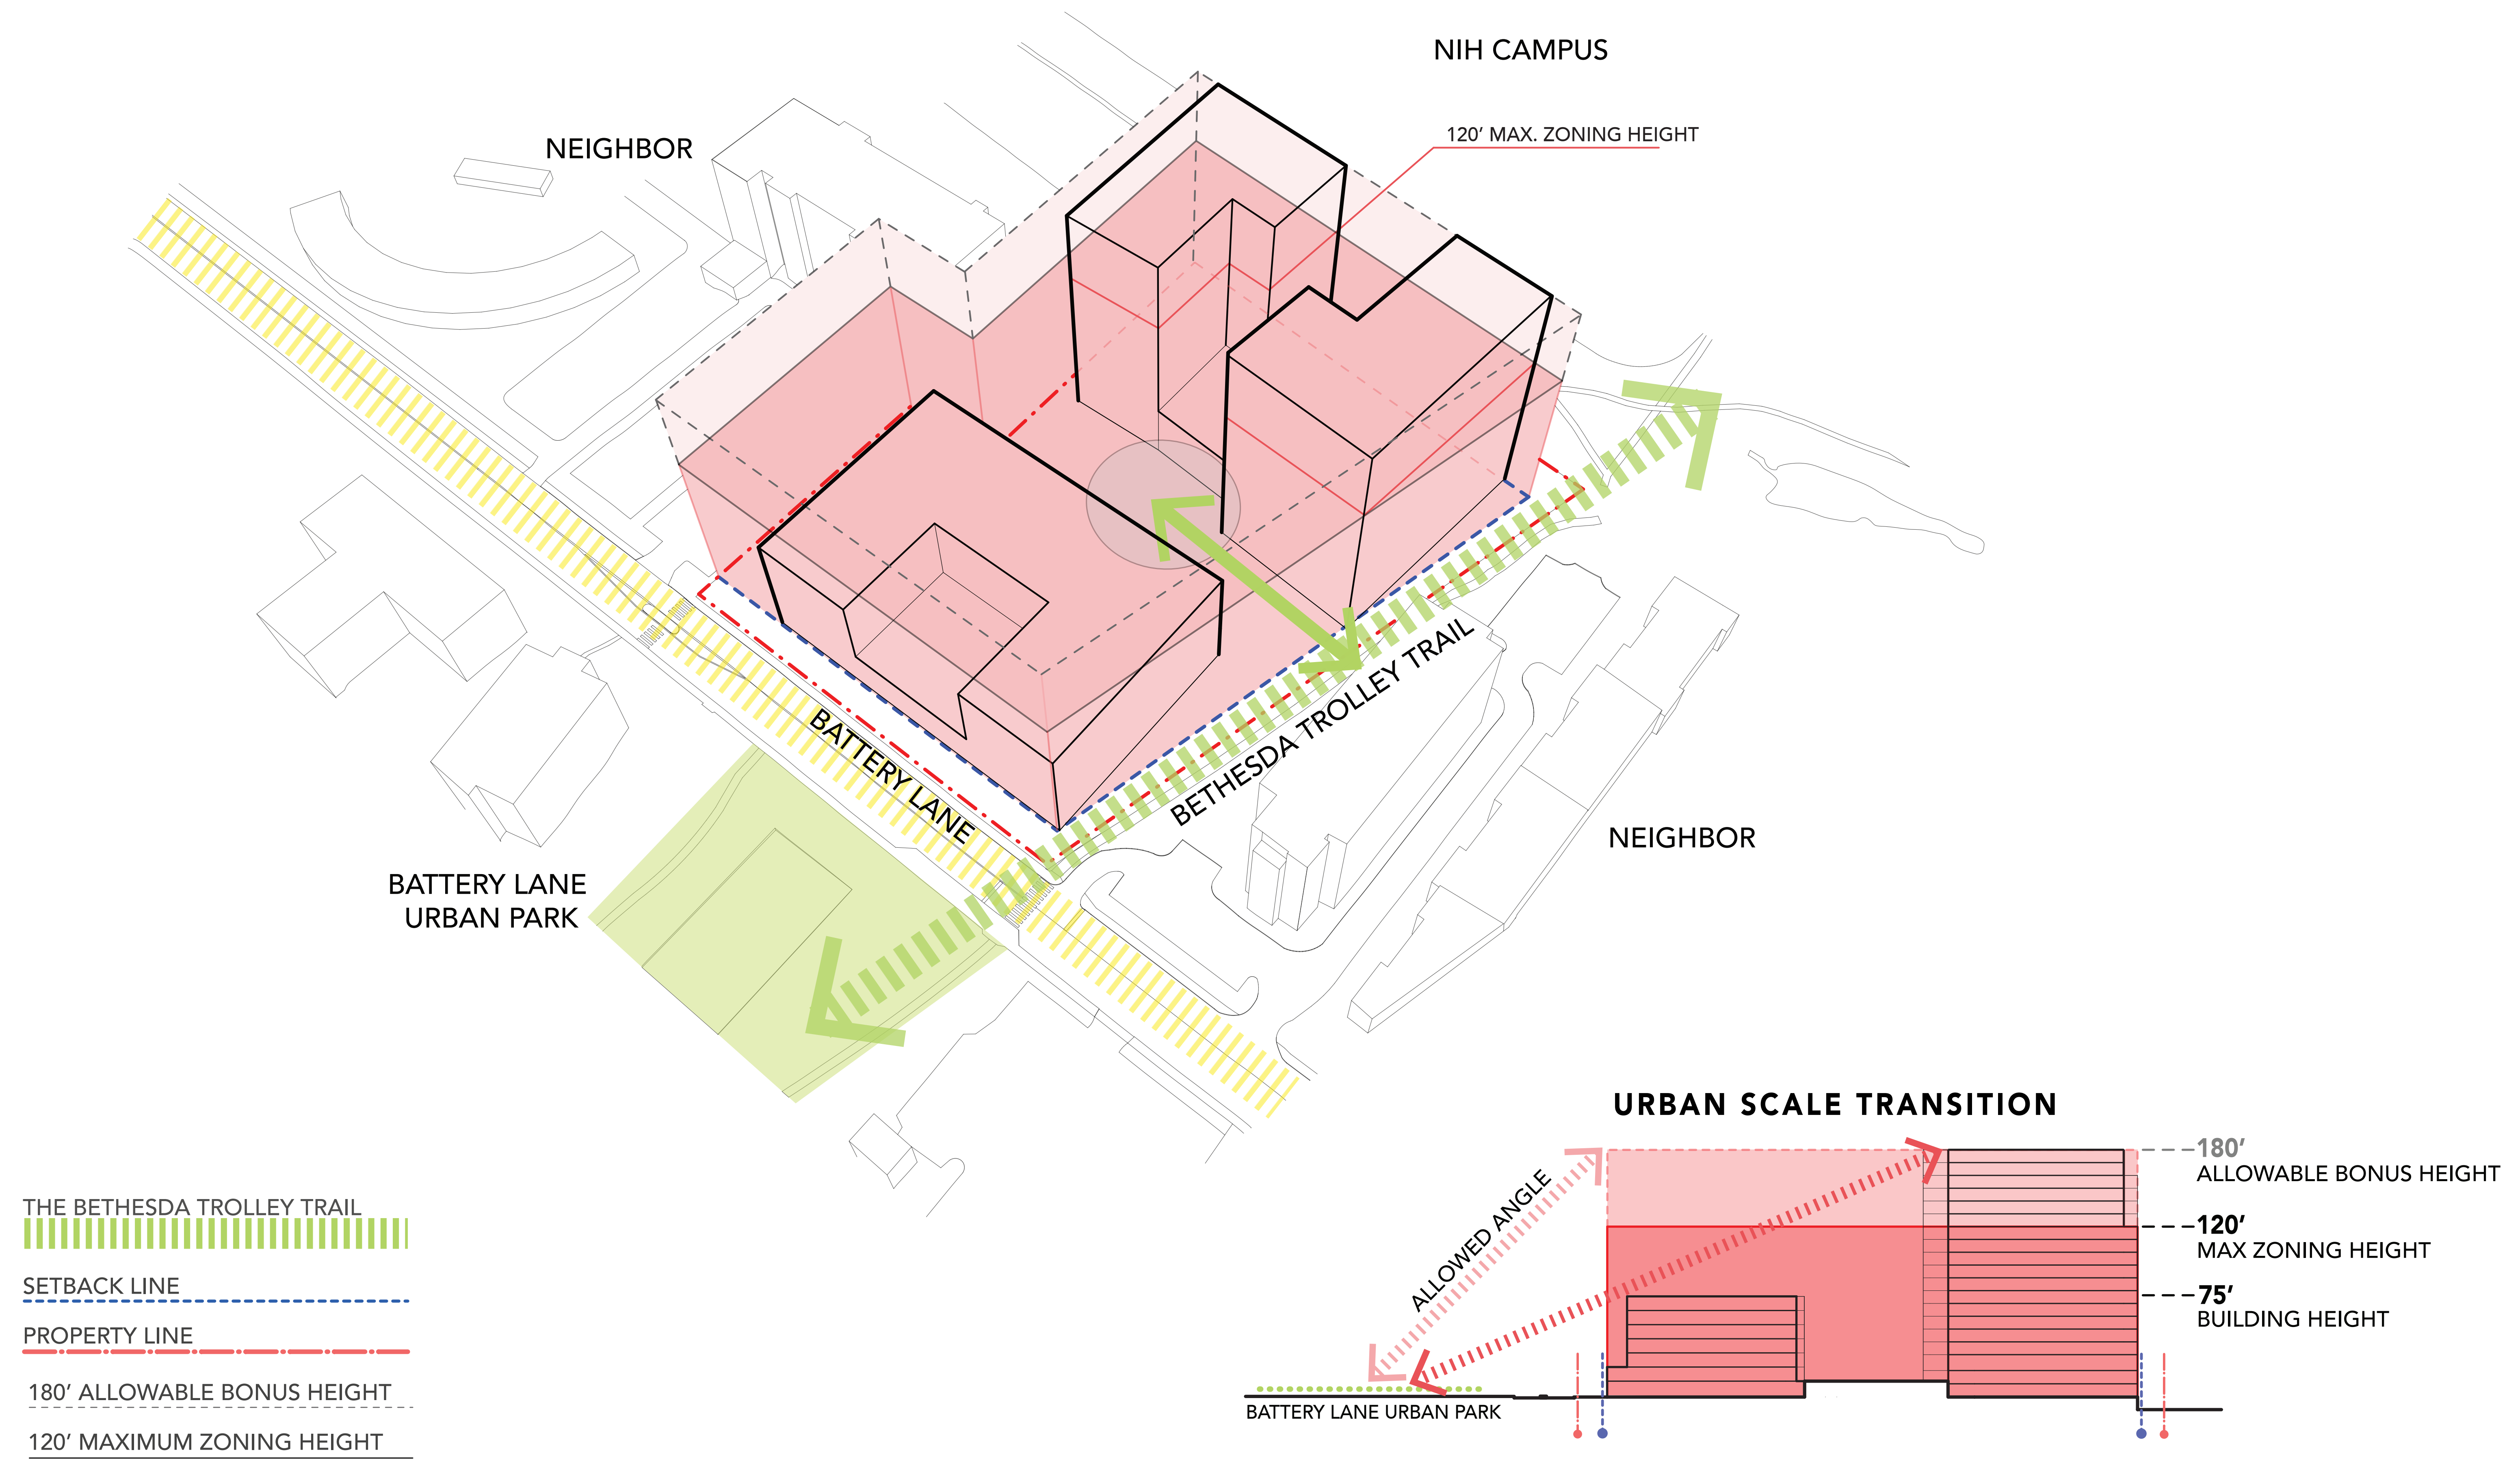 NIH CAMPUS
120’ MAX. ZONING HEIGHT
NEIGHBOR
BATTERY LANE
BETHESDA TROLLEY TRAIL
NEIGHBOR
BATTERY LANE
URBAN PARK
URBAN SCALE TRANSITION
ALLOWED ANGLE
180’
ALLOWABLE BONUS HEIGHT
120’
MAX ZONING HEIGHT
75’
BUILDING HEIGHT
BATTERY LANE URBAN PARK
THE BETHESDA TROLLEY TRAIL
SETBACK LINE
PROPERTY LINE
180’ ALLOWABLE BONUS HEIGHT
120’ MAXIMUM ZONING HEIGHT